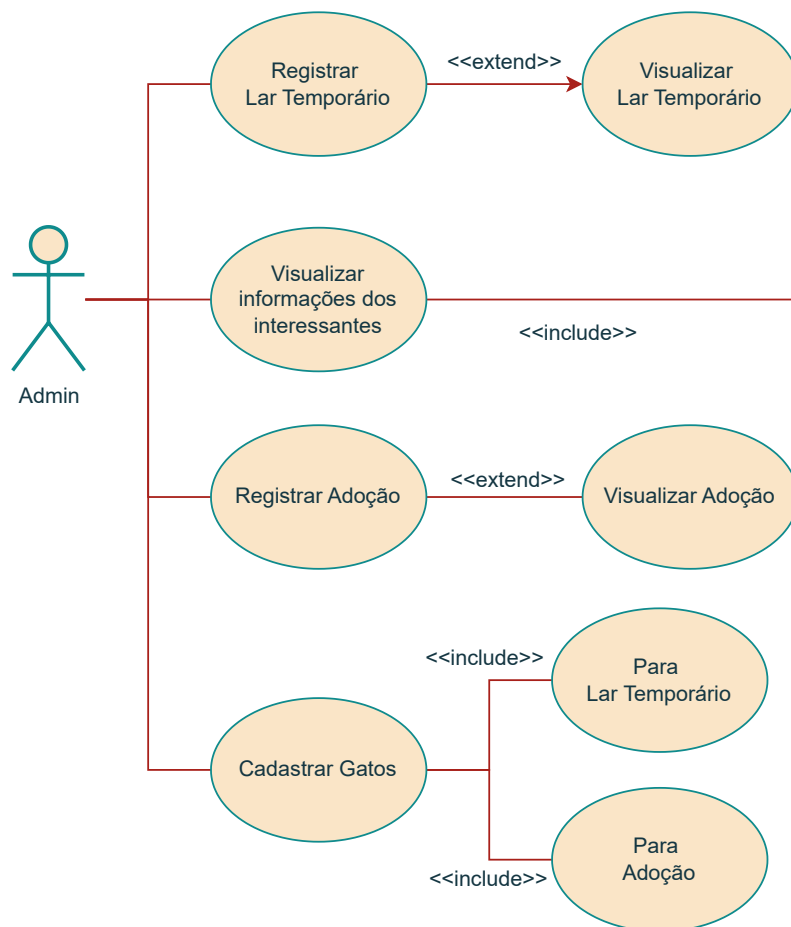 Registrar
Lar Temporário
<<extend>>
Visualizar
Lar Temporário
Visualizar
informações dos
interessantes
<<include>>
Admin
Registrar Adoção
<<extend>>
Visualizar Adoção
<<include>>
Para
Lar Temporário
Cadastrar Gatos
<<include>>
Para
Adoção